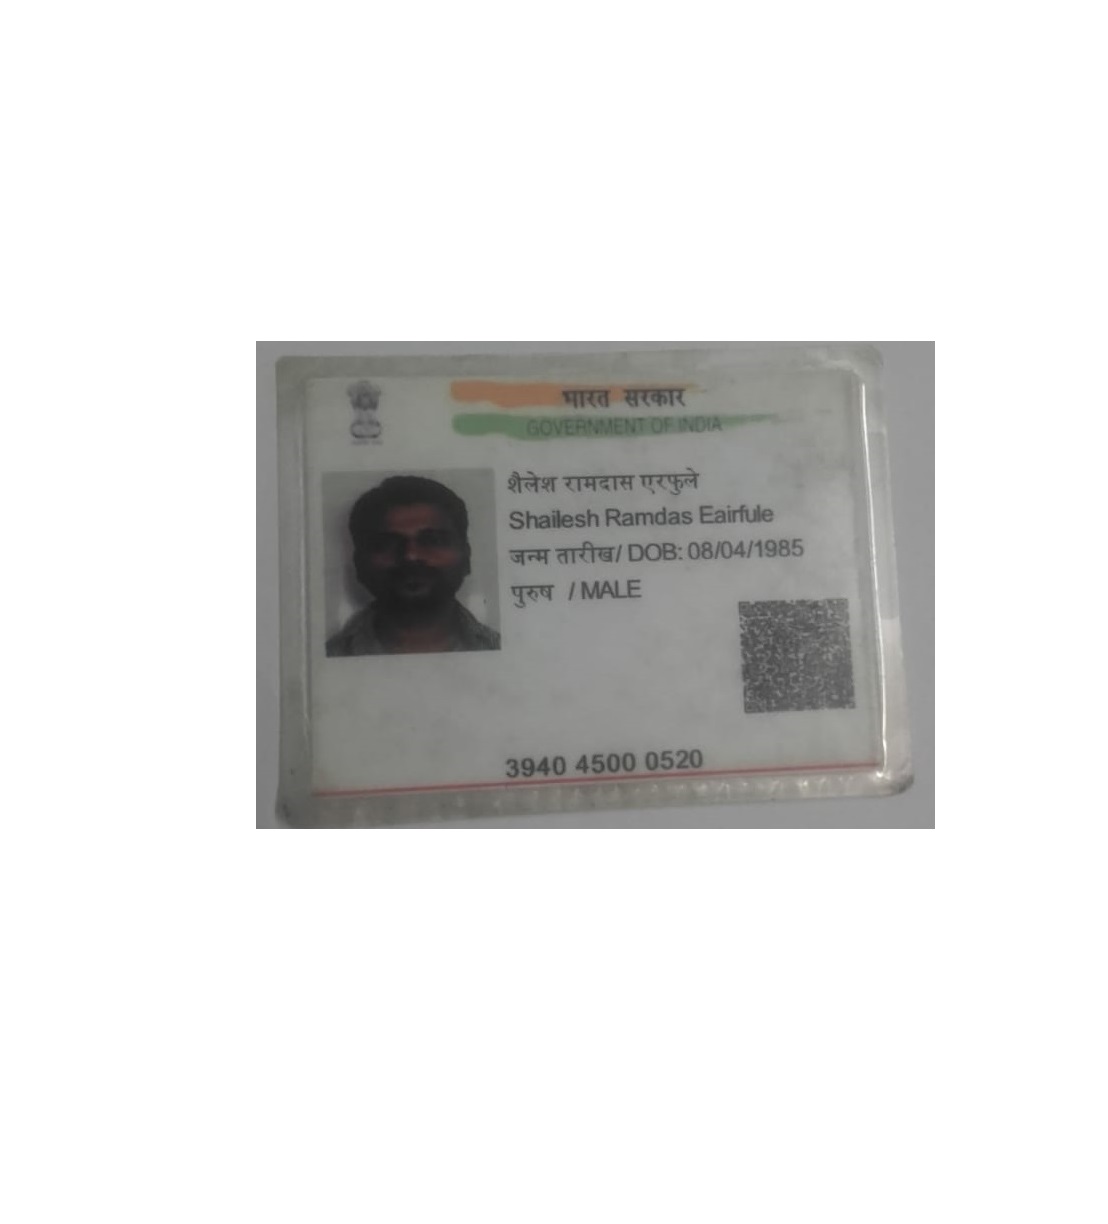 भारत सरकार
GOVERNMENT OF INDIA
शैलेश रामदास एरफुले
Shailesh Ramdas Eairfule
जन्म तारीख/ DOB: 08/04/1985
पुरुष / MALE
3940 4500 0520